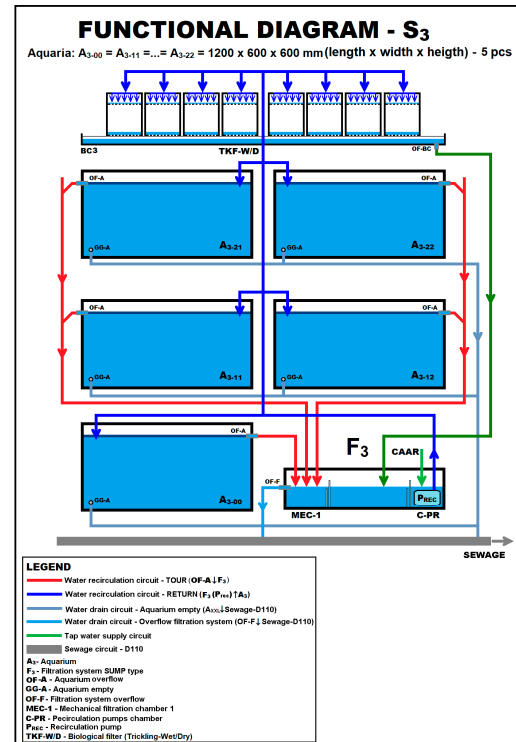 FUNCTIONAL DIAGRAM - S3
Aquaria: A3-00 = A3-11 =...= A3-22 = 1200 x 600 x 600 mm (length x width x heigth) - 5 pcs
BC3
TKF-W/D
OF-BC
OF-A
OF-A
GG-A
A3-21
GG-A
A3-22
OF-A
OF-A
GG-A
A3-11
GG-A
A3-12
OF-A
F3
CAAR
OF-F
PREC
GG-A
A3-00
MEC-1
C-PR
SEWAGE
LEGEND
Water recirculation circuit - TOUR (OF-A↓F3)
Water recirculation circuit - RETURN (F3(Prec)↑A3)
Water drain circuit - Aquarium empty (AXXL↓Sewage-D110)
Water drain circuit - Overflow filtration system (OF-F↓Sewage-D110)
Tap water supply circuit
Sewage circuit - D110
A3- Aquarium
F3 - Filtration system SUMP type
OF-A - Aquarium overflow
GG-A - Aquarium empty
OF-F - Filtration system overflow
MEC-1 - Mechanical filtration chamber 1
C-PR - Pecirculation pumps chamber
PREC - Recirculation pump
TKF-W/D - Biological filter (Trickling-Wet/Dry)